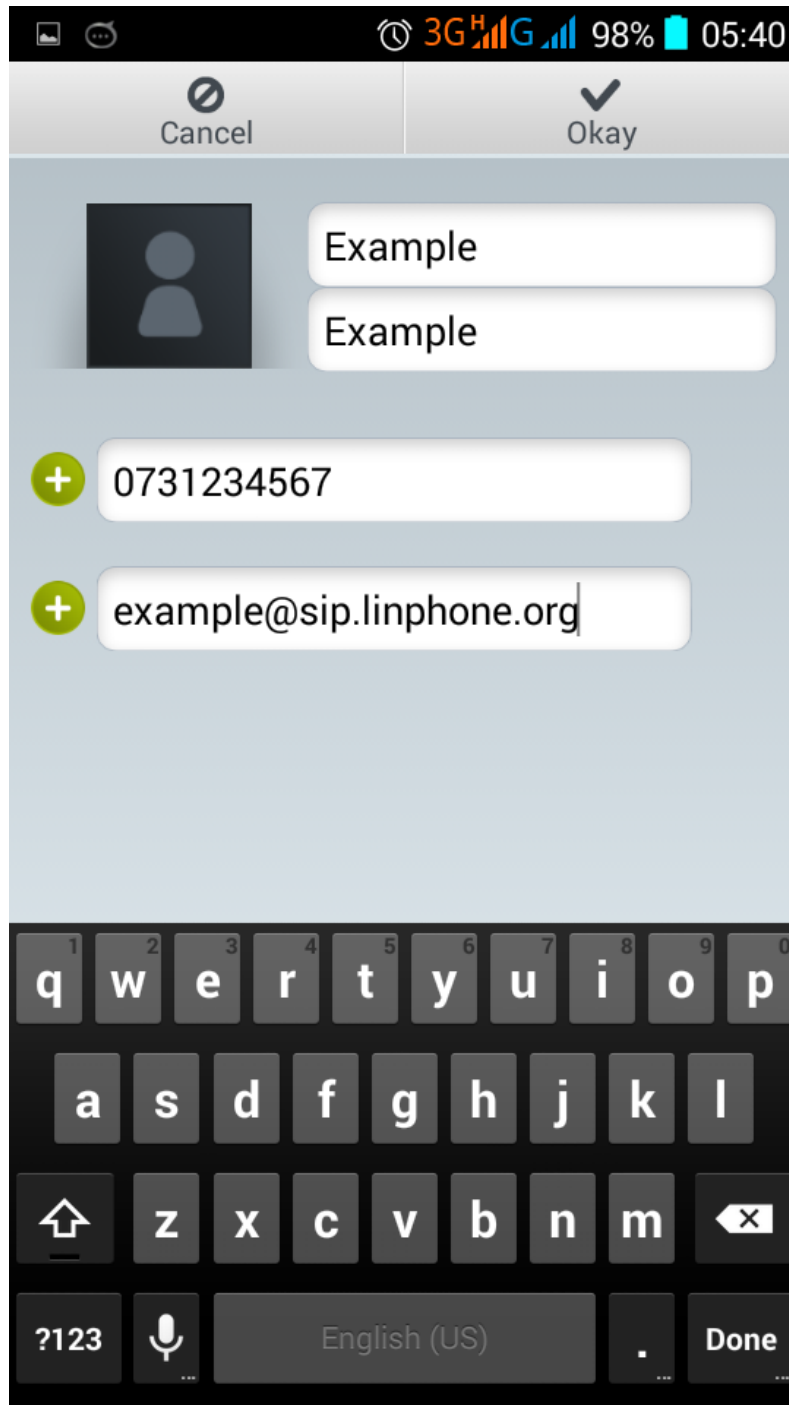 3G H G 98% 05:40
Cancel Okay
Example
Example
0731234567
example@sip.linphone.org
1 2 3 4 5 6 7 8 9 0
q w e r t y u i o p
a s d f g h j k l
z x c v b n m
?123 English (US) . Done